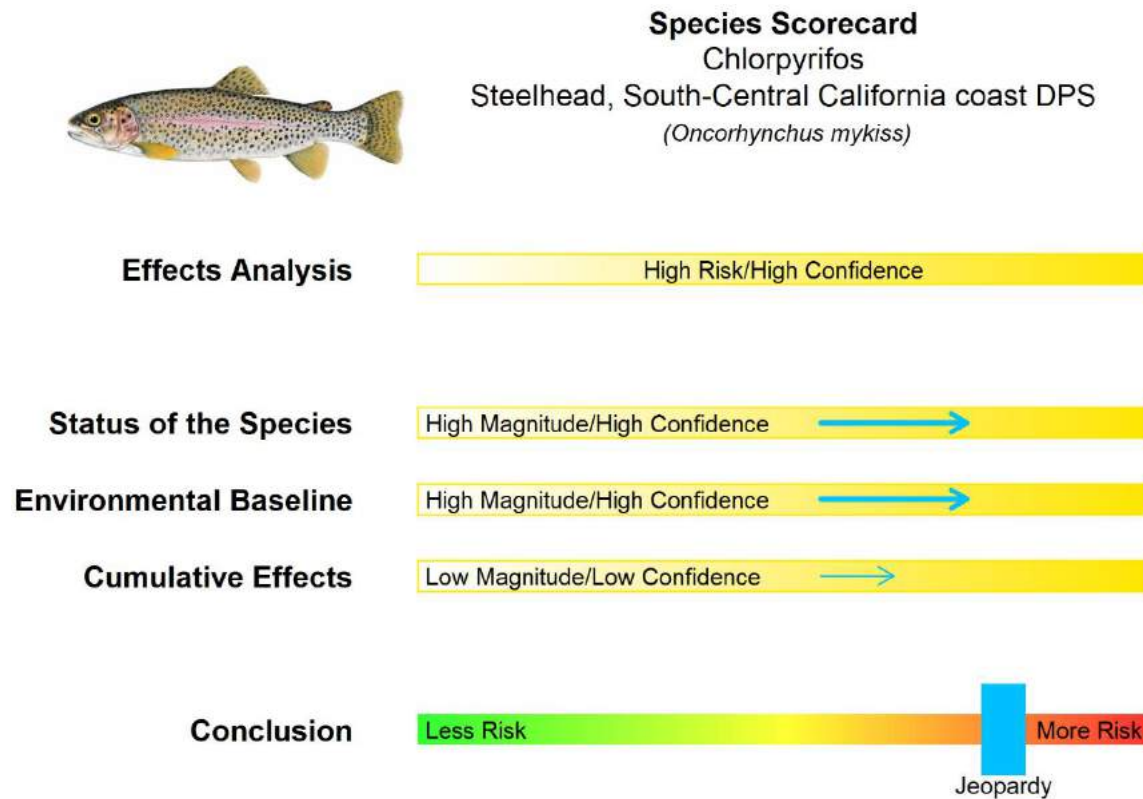 Species Scorecard
Chlorpyrifos
Steelhead, South-Central California coast DPS
(Oncorhynchus mykiss)
Effects Analysis
High Risk/High Confidence
Status of the Species
High Magnitude/High Confidence
Environmental Baseline
High Magnitude/High Confidence
Cumulative Effects
Low Magnitude/Low Confidence
Conclusion
Less Risk
More Risk
Jeopardy